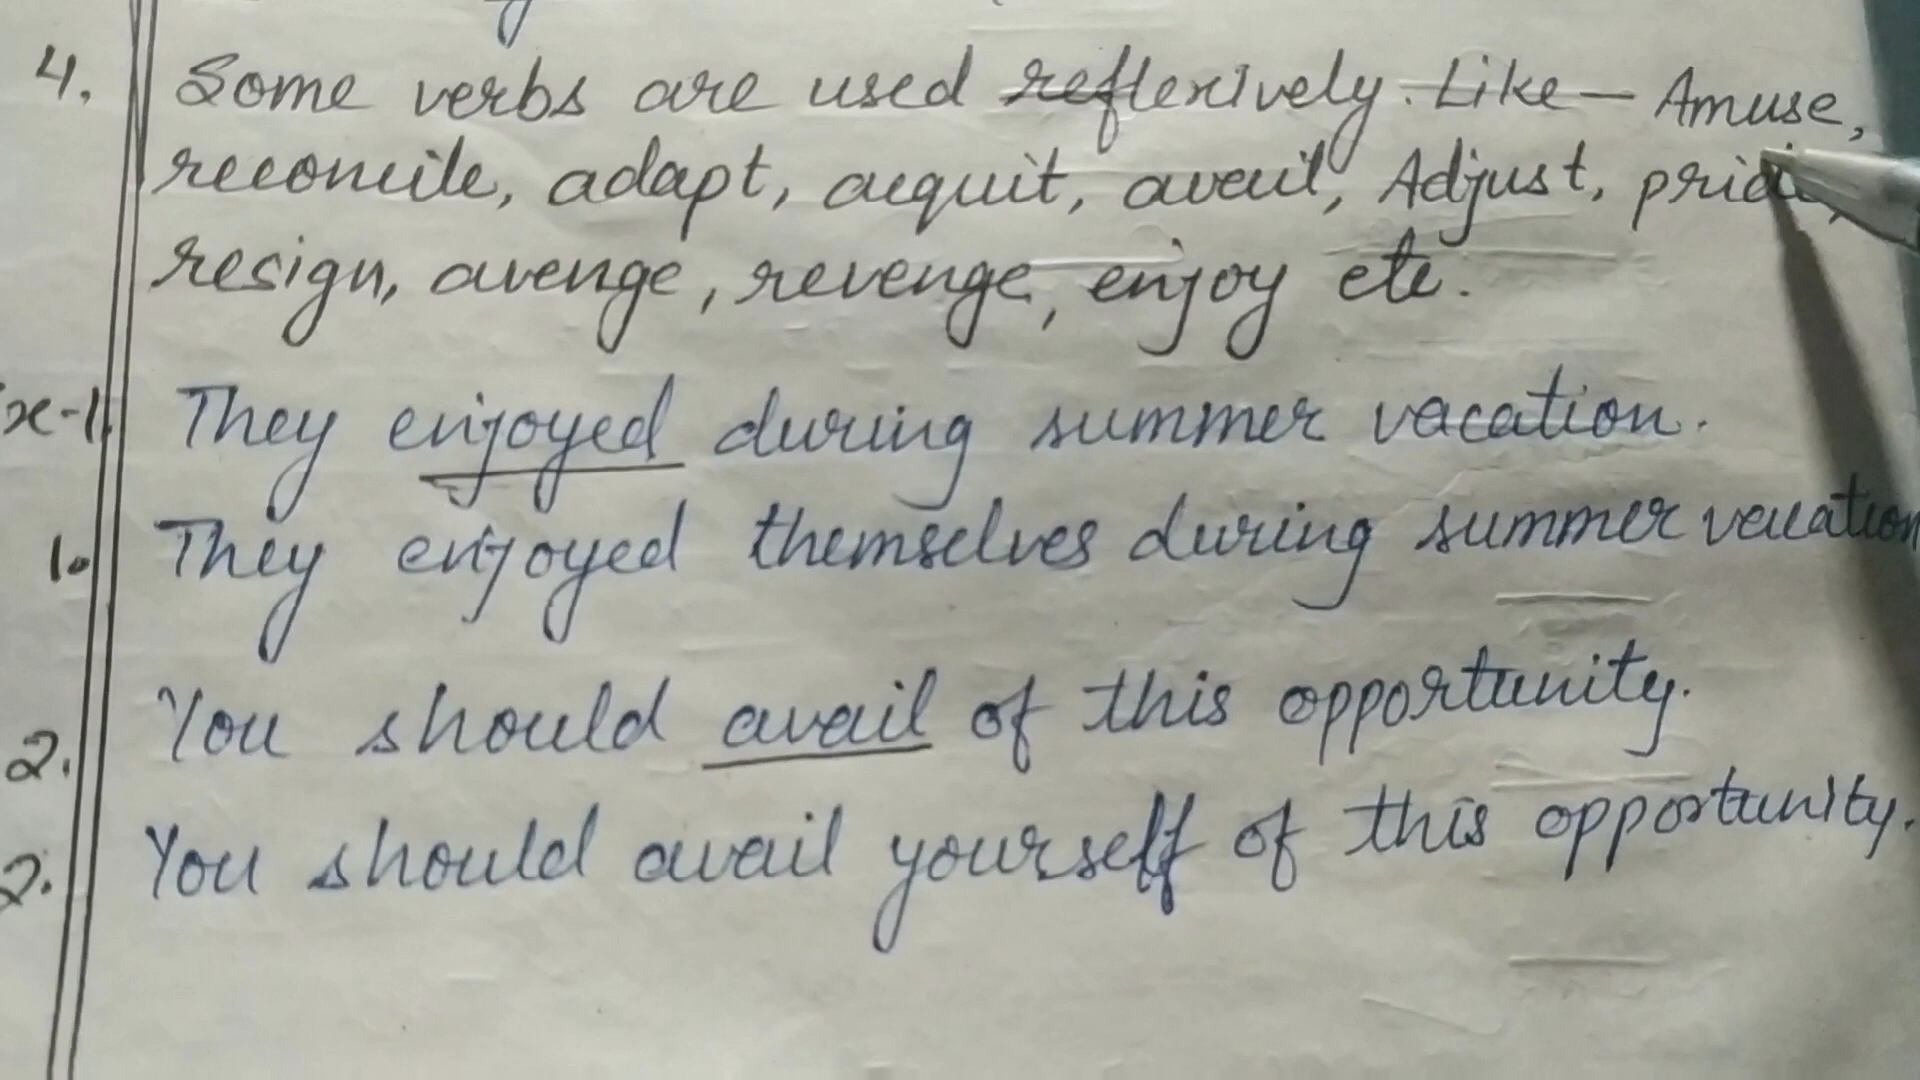 4. Some verbs are used reflexively. Like - Amuse,
reconcile, adapt, acquit, avail, Adjust,
resign, avenge, revenge, enjoy etc.
x-1. They enjoyed during summer vacation.
1. They enjoyed themselves during summer vacation
2. You should avail of this opportunity.
2. You should avail yourself of this opportunity.